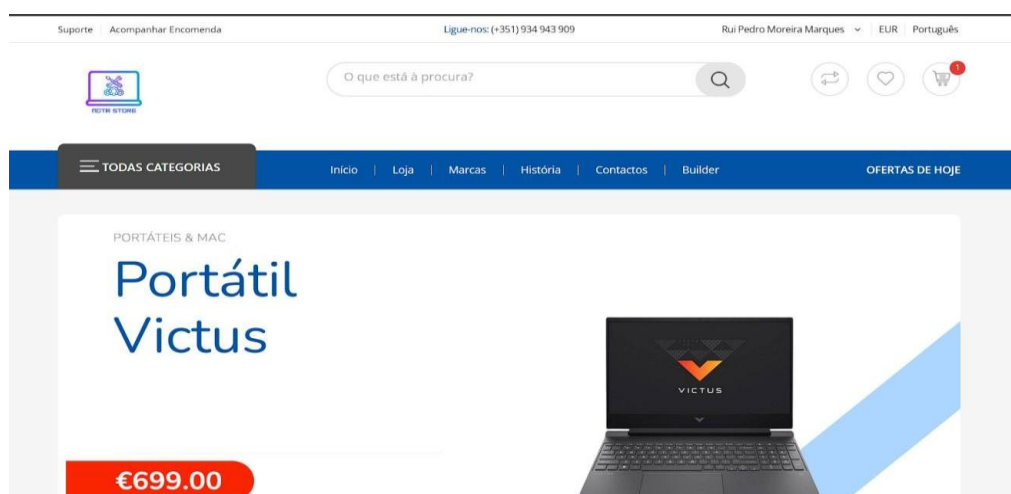 Suporte Acompanhar Encomenda Ligue-nos: (+351) 934 943 909 Rui Pedro Moreira Marques EUR Português
O que está à procura?
1
STORE
TODAS CATEGORIAS Início | Loja | Marcas | História | Contactos | Builder OFERTAS DE HOJE
PORTÁTEIS & MAC
Portátil
Victus
VICTUS
€699.00